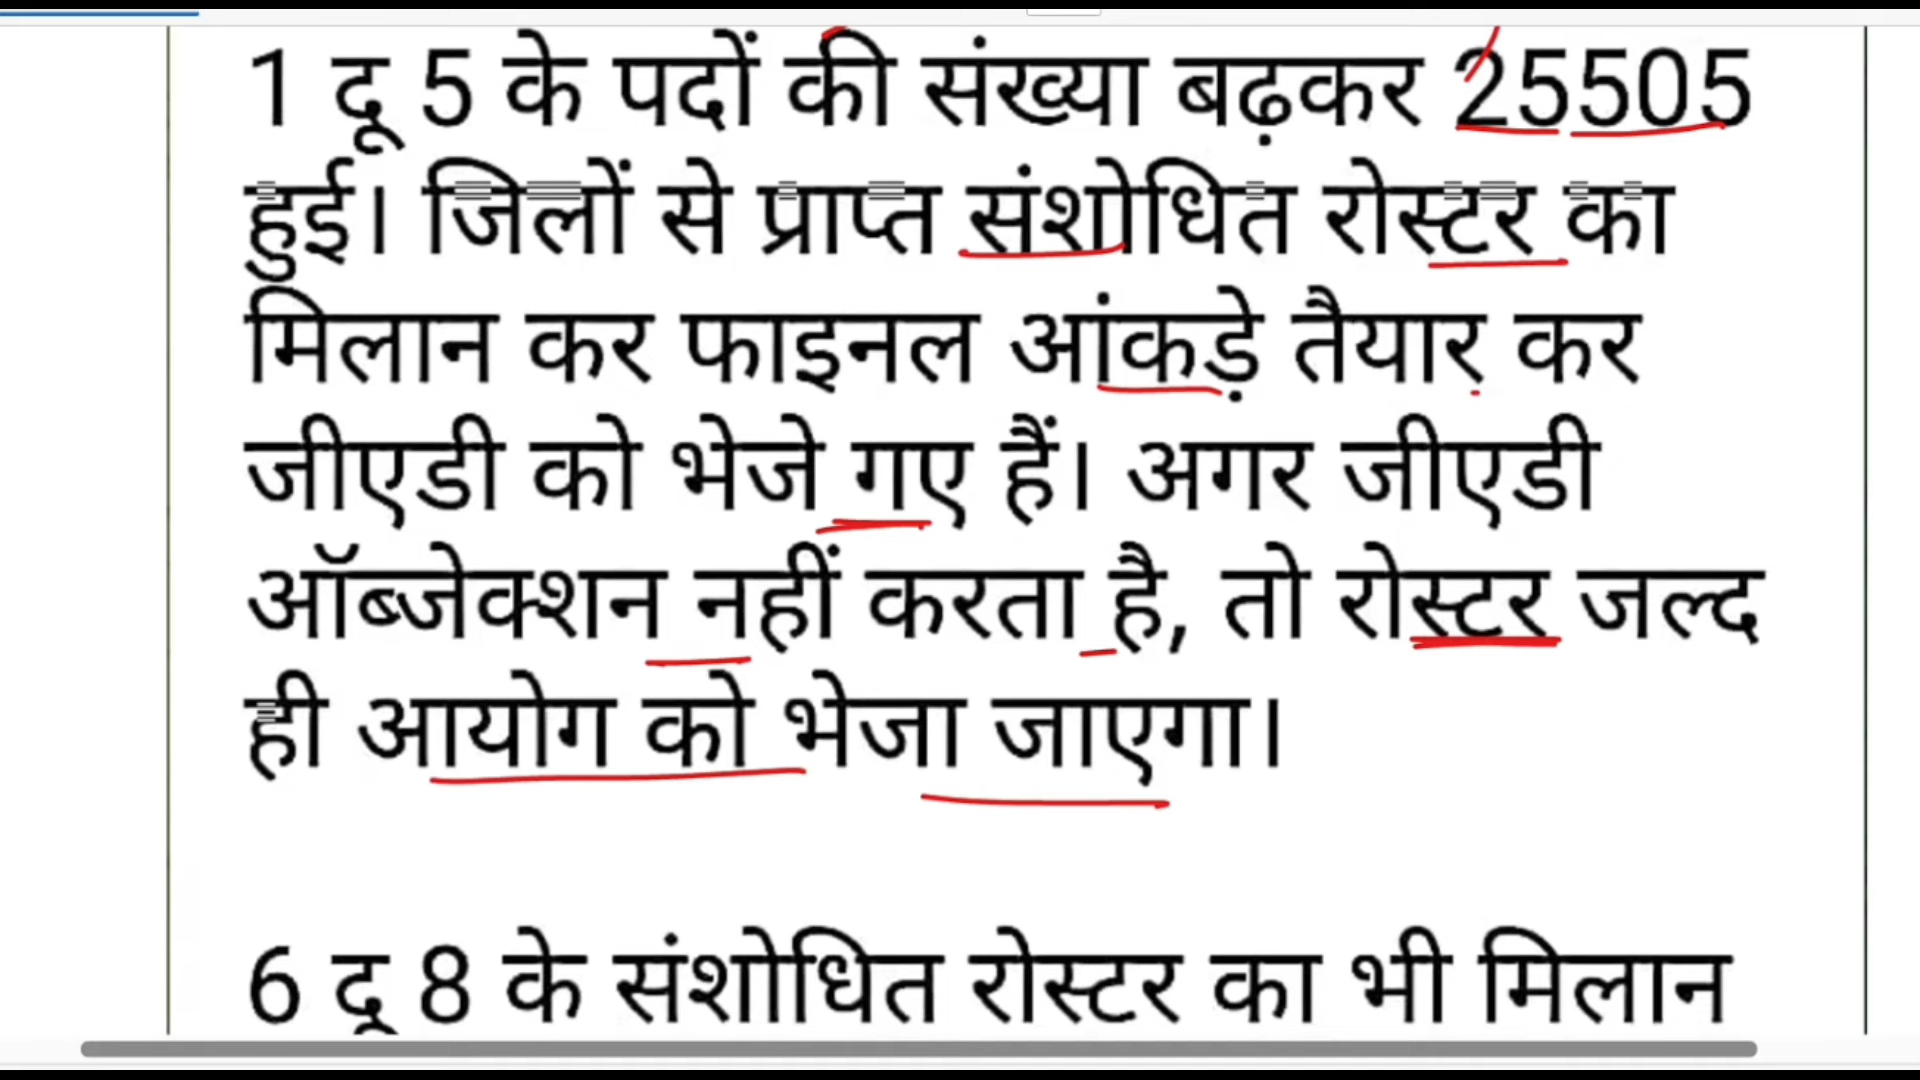 1 दू 5 के पदों की संख्या बढ़कर 25505
हुई। जिलों से प्राप्त संशोधित रोस्टर का
मिलान कर फाइनल आंकड़े तैयार कर
जीएडी को भेजे गए हैं। अगर जीएडी
ऑब्जेक्शन नहीं करता है, तो रोस्टर जल्द
ही आयोग को भेजा जाएगा।
6 दू 8 के संशोधित रोस्टर का भी मिलान